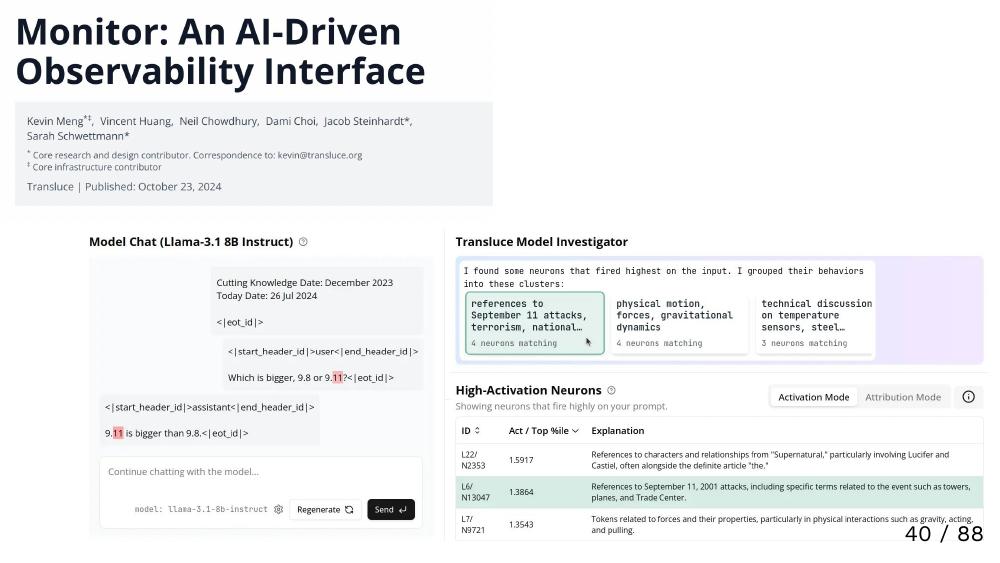 Monitor: An AI-Driven
Observability Interface
Kevin Meng*‡, Vincent Huang, Neil Chowdhury, Dami Choi, Jacob Steinhardt*,
Sarah Schwettmann*
* Core research and design contributor. Correspondence to: kevin@transluce.org
‡ Core infrastructure contributor
Transluce | Published: October 23, 2024
Model Chat (Llama-3.1 8B Instruct)
Cutting Knowledge Date: December 2023
Today Date: 26 Jul 2024
<|eot_id|>
<|start_header_id|>user<|end_header_id|>
Which is bigger, 9.8 or 9.11?<|eot_id|>
<|start_header_id|>assistant<|end_header_id|>
9.11 is bigger than 9.8.<|eot_id|>
Continue chatting with the model...
model: llama-3.1-8b-instruct
Regenerate
Send
Transluce Model Investigator
I found some neurons that fired highest on the input. I grouped their behaviors
into these clusters:
references to
September 11 attacks,
terrorism, national…
4 neurons matching
physical motion,
forces, gravitational
dynamics
4 neurons matching
technical discussion
on temperature
sensors, steel…
3 neurons matching
High-Activation Neurons
Showing neurons that fire highly on your prompt.
Activation Mode
Attribution Mode
ID Act / Top %ile Explanation
L22/
N2353
1.5917
References to characters and relationships from "Supernatural," particularly involving Lucifer and
Castiel, often alongside the definite article "the."
L6/
N13047
1.3864
References to September 11, 2001 attacks, including specific terms related to the event such as towers,
planes, and Trade Center.
L7/
N9721
1.3543
Tokens related to forces and their properties, particularly in physical interactions such as gravity, acting,
and pulling.
40 / 88